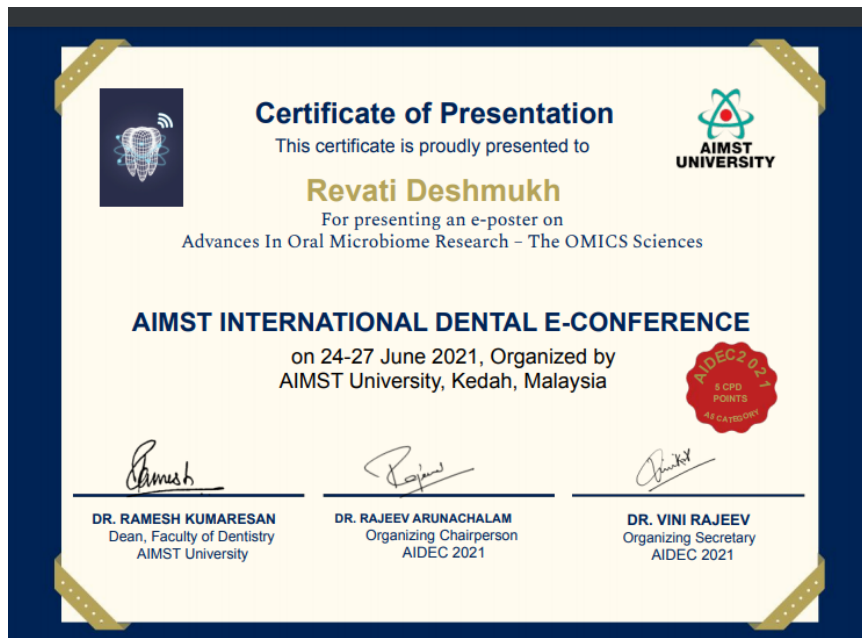 Certificate of Presentation
This certificate is proudly presented to
AIMST
UNIVERSITY
Revati Deshmukh
For presenting an e-poster on
Advances In Oral Microbiome Research – The OMICS Sciences
AIMST INTERNATIONAL DENTAL E-CONFERENCE
on 24-27 June 2021, Organized by
AIMST University, Kedah, Malaysia
AIDEC2021
5 CPD
POINTS
A5 CATEGORY
Ramesh
DR. RAMESH KUMARESAN
Dean, Faculty of Dentistry
AIMST University
DR. RAJEEV ARUNACHALAM
Organizing Chairperson
AIDEC 2021
DR. VINI RAJEEV
Organizing Secretary
AIDEC 2021